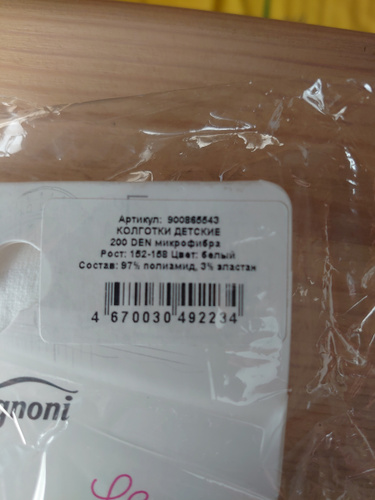 Артикул: 900865543
КОЛГОТКИ ДЕТСКИЕ
200 DEN микрофибра
Рост: 152-158 Цвет: белый
Состав: 97% полиамид, 3% эластан
4 670030 492234
gnoni